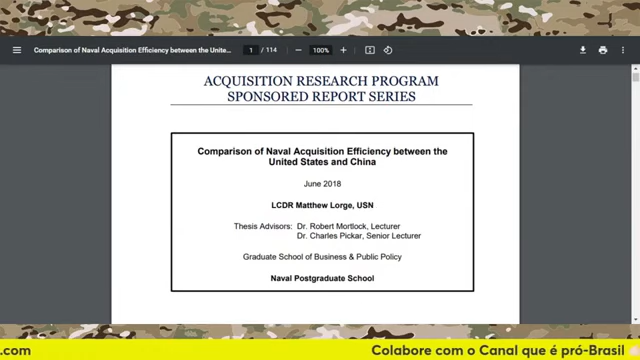 Comparison of Naval Acquisition Efficiency between the Unite...
1 / 114
100%
ACQUISITION RESEARCH PROGRAM
SPONSORED REPORT SERIES
Comparison of Naval Acquisition Efficiency between the
United States and China
June 2018
LCDR Matthew Lorge, USN
Thesis Advisors: Dr. Robert Mortlock, Lecturer
Dr. Charles Pickar, Senior Lecturer
Graduate School of Business & Public Policy
Naval Postgraduate School
.com Colabore com o Canal que é pró-Brasil